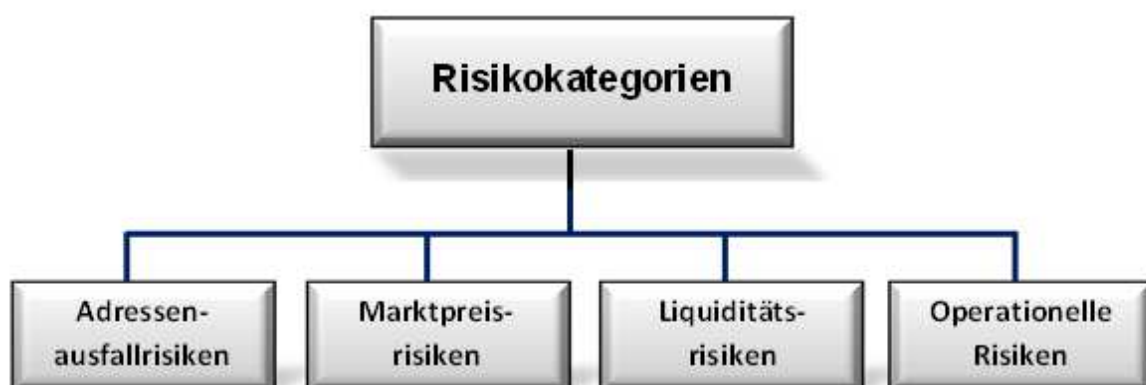 Risikokategorien
Adressen-
ausfallrisiken
Marktpreis-
risiken
Liquiditäts-
risiken
Operationelle
Risiken